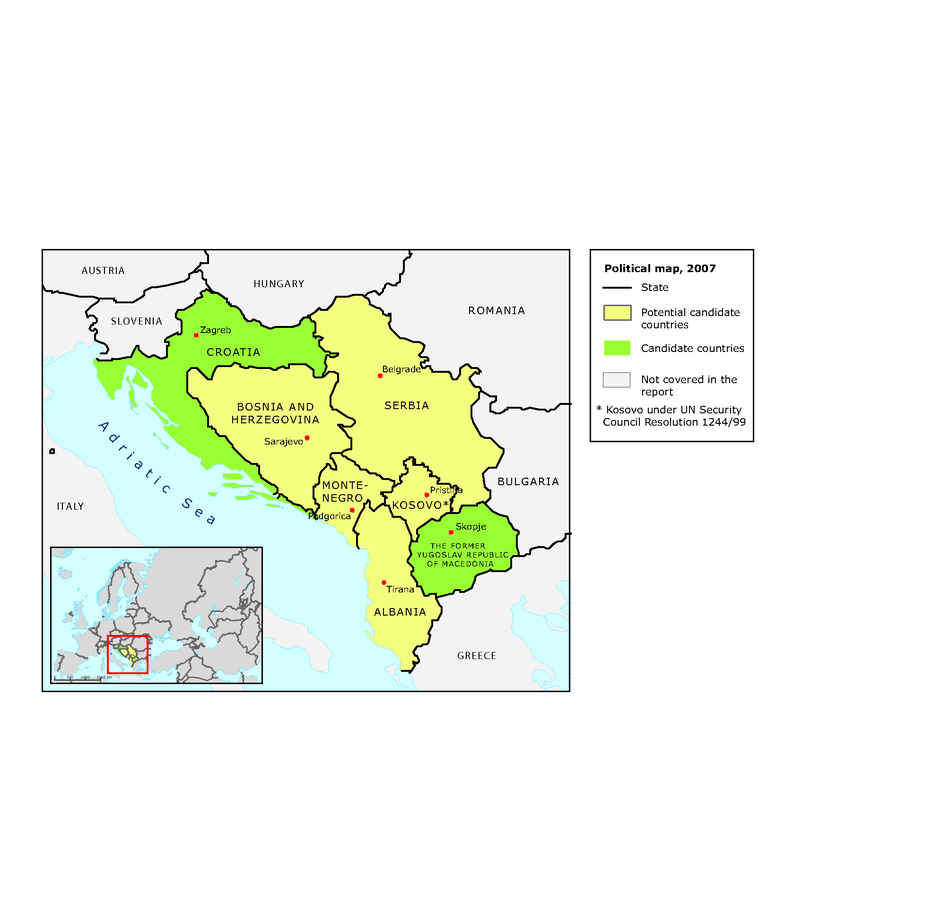 AUSTRIA
HUNGARY
ROMANIA
SLOVENIA
Zagreb
CROATIA
Belgrade
BOSNIA AND
HERZEGOVINA
SERBIA
Sarajevo
Adriatic Sea
MONTE-
NEGRO
Pristina
KOSOVO*
BULGARIA
ITALY
Podgorica
Skopje
THE FORMER
YUGOSLAV REPUBLIC
OF MACEDONIA
Tirana
ALBANIA
GREECE
Political map, 2007
State
Potential candidate
countries
Candidate countries
Not covered in the
report
* Kosovo under UN Security
Council Resolution 1244/99